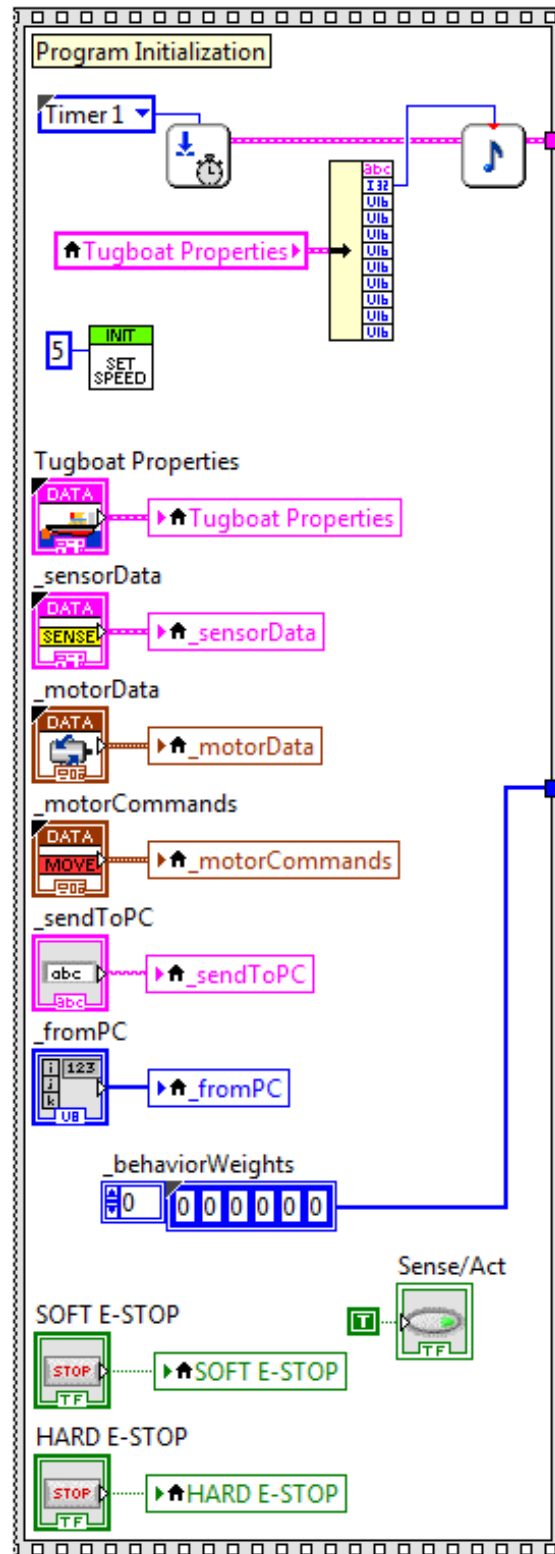 Program Initialization
Timer 1
abc
I32
U16
U16
U16
U16
U16
U16
U16
U16
U16
Tugboat Properties
5
INIT
SET
SPEED
Tugboat Properties
DATA
Tugboat Properties
_sensorData
DATA
SENSE
_sensorData
_motorData
DATA
_motorData
_motorCommands
DATA
MOVE
_motorCommands
_sendToPC
abc
abc
_sendToPC
_fromPC
i 123
j
k
U8
_fromPC
_behaviorWeights
0 0 0 0 0 0 0
Sense/Act
T
TF
SOFT E-STOP
STOP
TF
SOFT E-STOP
HARD E-STOP
STOP
TF
HARD E-STOP